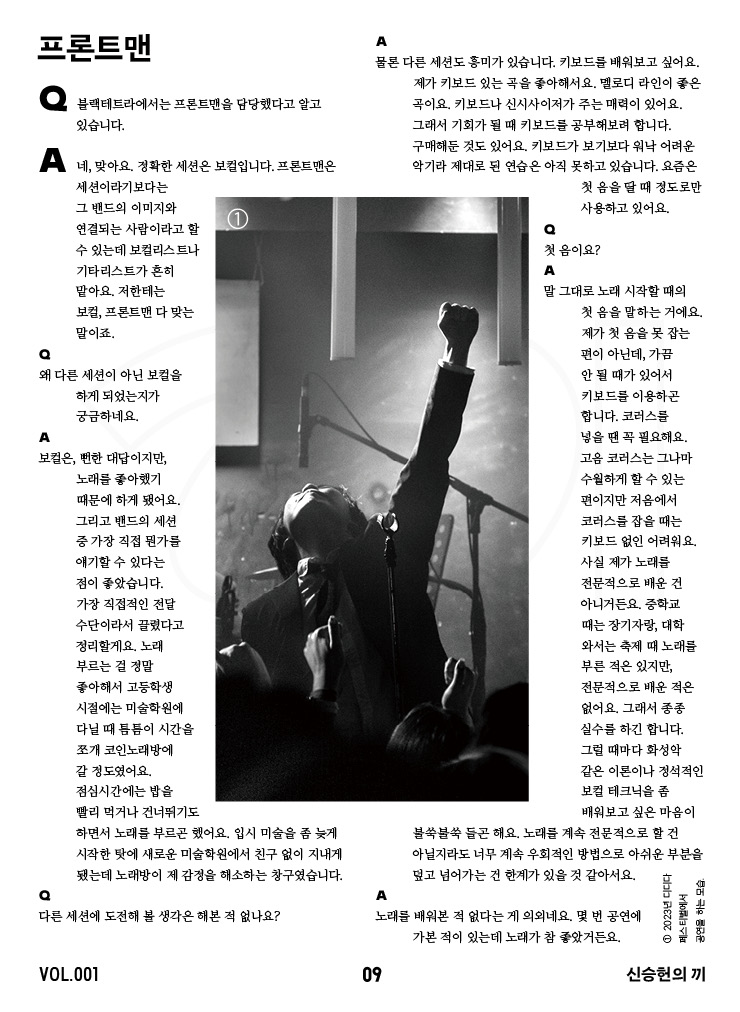 프론트맨
Q 블랙테트라에서는 프론트맨을 담당했다고 알고
있습니다.
A 네, 맞아요. 정확한 세션은 보컬입니다. 프론트맨은
세션이라기보다는
그 밴드의 이미지와
연결되는 사람이라고 할
수 있는데 보컬리스트나
기타리스트가 흔히
맡아요. 저한테는
보컬, 프론트맨 다 맞는
말이죠.
Q
왜 다른 세션이 아닌 보컬을
하게 되었는지가
궁금하네요.
A
보컬은, 뻔한 대답이지만,
노래를 좋아했기
때문에 하게 됐어요.
그리고 밴드의 세션
중 가장 직접 뭔가를
얘기할 수 있다는
점이 좋았습니다.
가장 직접적인 전달
수단이라서 끌렸다고
정리할게요. 노래
부르는 걸 정말
좋아해서 고등학생
시절에는 미술학원에
다닐 때 틈틈이 시간을
쪼개 코인노래방에
갈 정도였어요.
점심시간에는 밥을
빨리 먹거나 건너뛰기도
하면서 노래를 부르곤 했어요. 입시 미술을 좀 늦게
시작한 탓에 새로운 미술학원에서 친구 없이 지내게
됐는데 노래방이 제 감정을 해소하는 창구였습니다.
Q
다른 세션에 도전해 볼 생각은 해본 적 없나요?
A
물론 다른 세션도 흥미가 있습니다. 키보드를 배워보고 싶어요.
제가 키보드 있는 곡을 좋아해서요. 멜로디 라인이 좋은
곡이요. 키보드나 신시사이저가 주는 매력이 있어요.
그래서 기회가 될 때 키보드를 공부해보려 합니다.
구매해둔 것도 있어요. 키보드가 보기보다 워낙 어려운
악기라 제대로 된 연습은 아직 못하고 있습니다. 요즘은
첫 음을 딸 때 정도로만
사용하고 있어요.
Q
첫 음이요?
A
말 그대로 노래 시작할 때의
첫 음을 말하는 거에요.
제가 첫 음을 못 잡는
편이 아닌데, 가끔
안 될 때가 있어서
키보드를 이용하곤
합니다. 코러스를
넣을 땐 꼭 필요해요.
고음 코러스는 그나마
수월하게 할 수 있는
편이지만 저음에서
코러스를 잡을 때는
키보드 없인 어려워요.
사실 제가 노래를
전문적으로 배운 건
아니거든요. 중학교
때는 장기자랑, 대학
와서는 축제 때 노래를
부른 적은 있지만,
전문적으로 배운 적은
없어요. 그래서 종종
실수를 하긴 합니다.
그럴 때마다 화성악
같은 이론이나 정석적인
보컬 테크닉을 좀
배워보고 싶은 마음이
불쑥불쑥 들곤 해요. 노래를 계속 전문적으로 할 건
아닐지라도 너무 계속 우회적인 방법으로 아쉬운 부분을
덮고 넘어가는 건 한계가 있을 것 같아서요.
A
노래를 배워본 적 없다는 게 의외네요. 몇 번 공연에
가본 적이 있는데 노래가 참 좋았거든요.
①
① 2023년 디디다
페스티벌에서
공연을 하는 모습.
VOL.001
09
신승헌의 끼